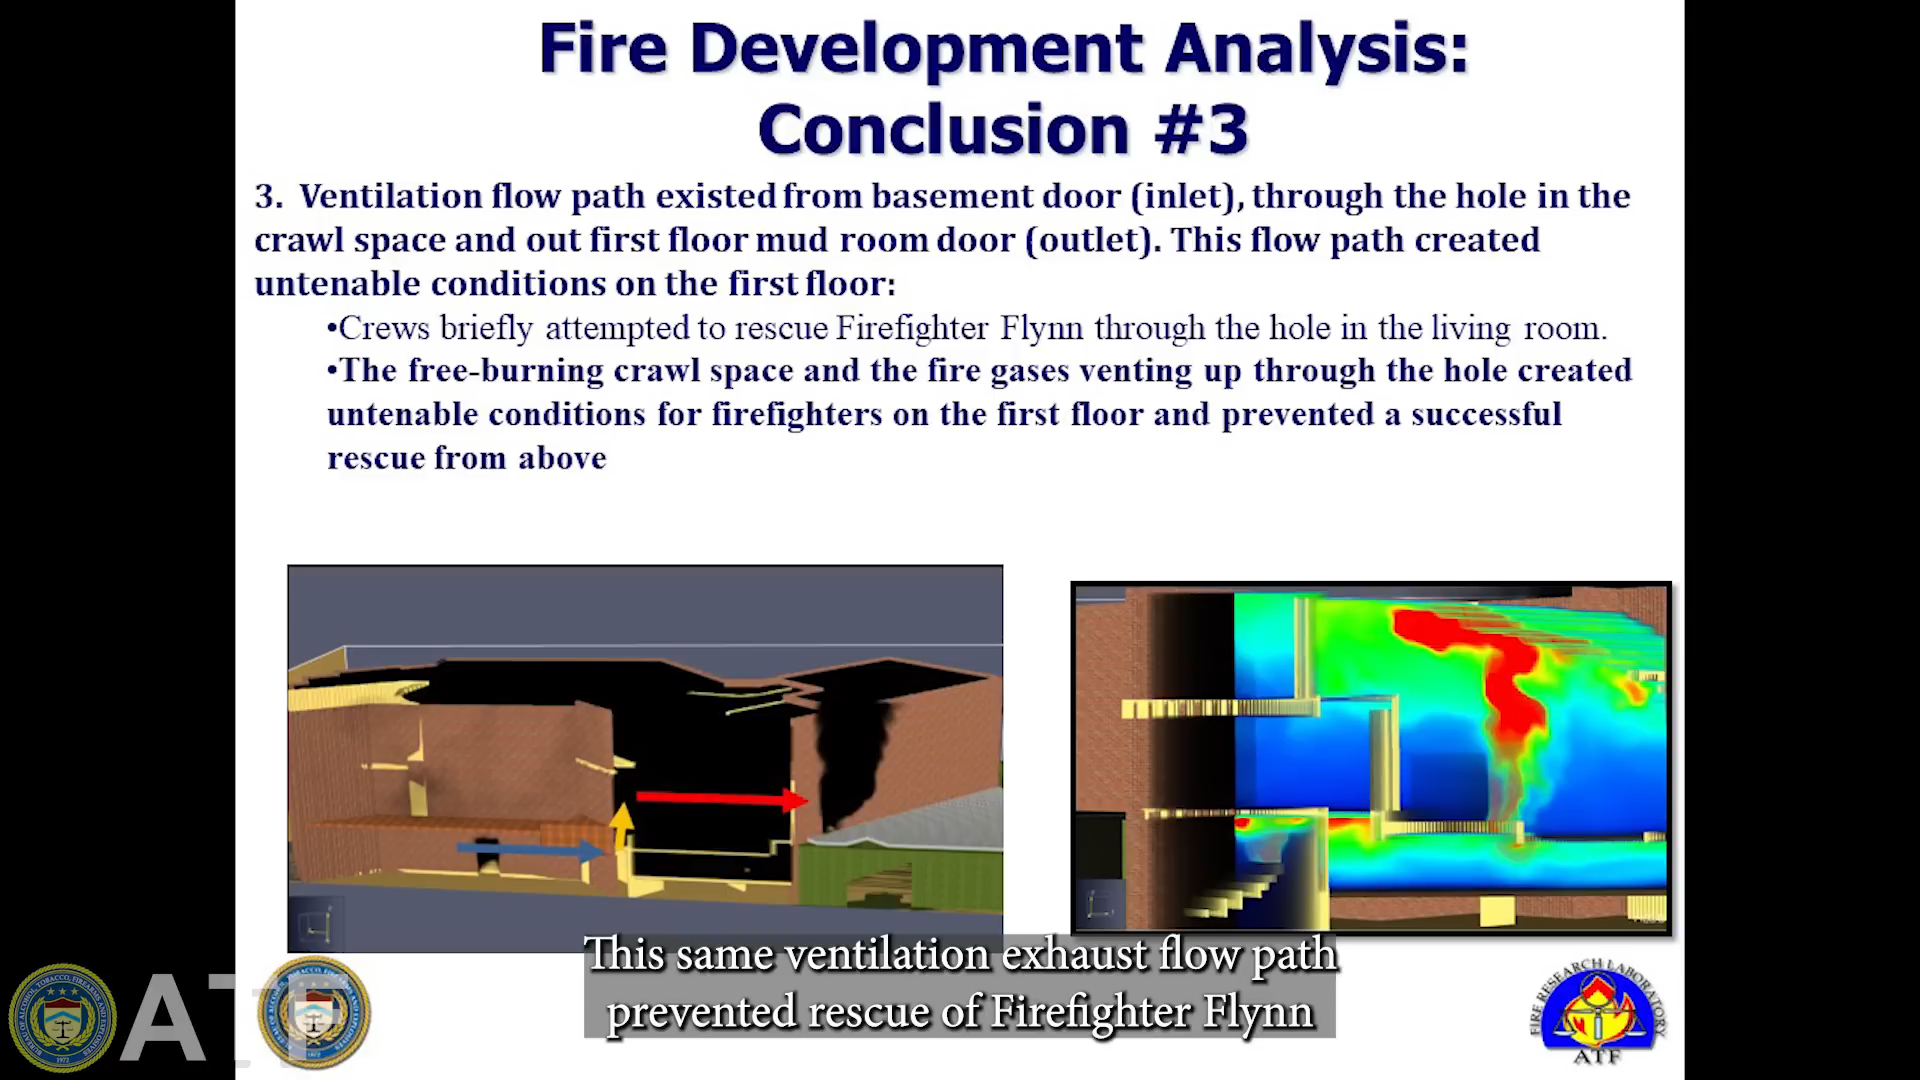 Fire Development Analysis:
Conclusion #3
3. Ventilation flow path existed from basement door (inlet), through the hole in the
crawl space and out first floor mud room door (outlet). This flow path created
untenable conditions on the first floor:
•Crews briefly attempted to rescue Firefighter Flynn through the hole in the living room.
•The free-burning crawl space and the fire gases venting up through the hole created
untenable conditions for firefighters on the first floor and prevented a successful
rescue from above
This same ventilation exhaust flow path
prevented rescue of Firefighter Flynn
ATF
FIRE RESEARCH LABORATORY
ATF